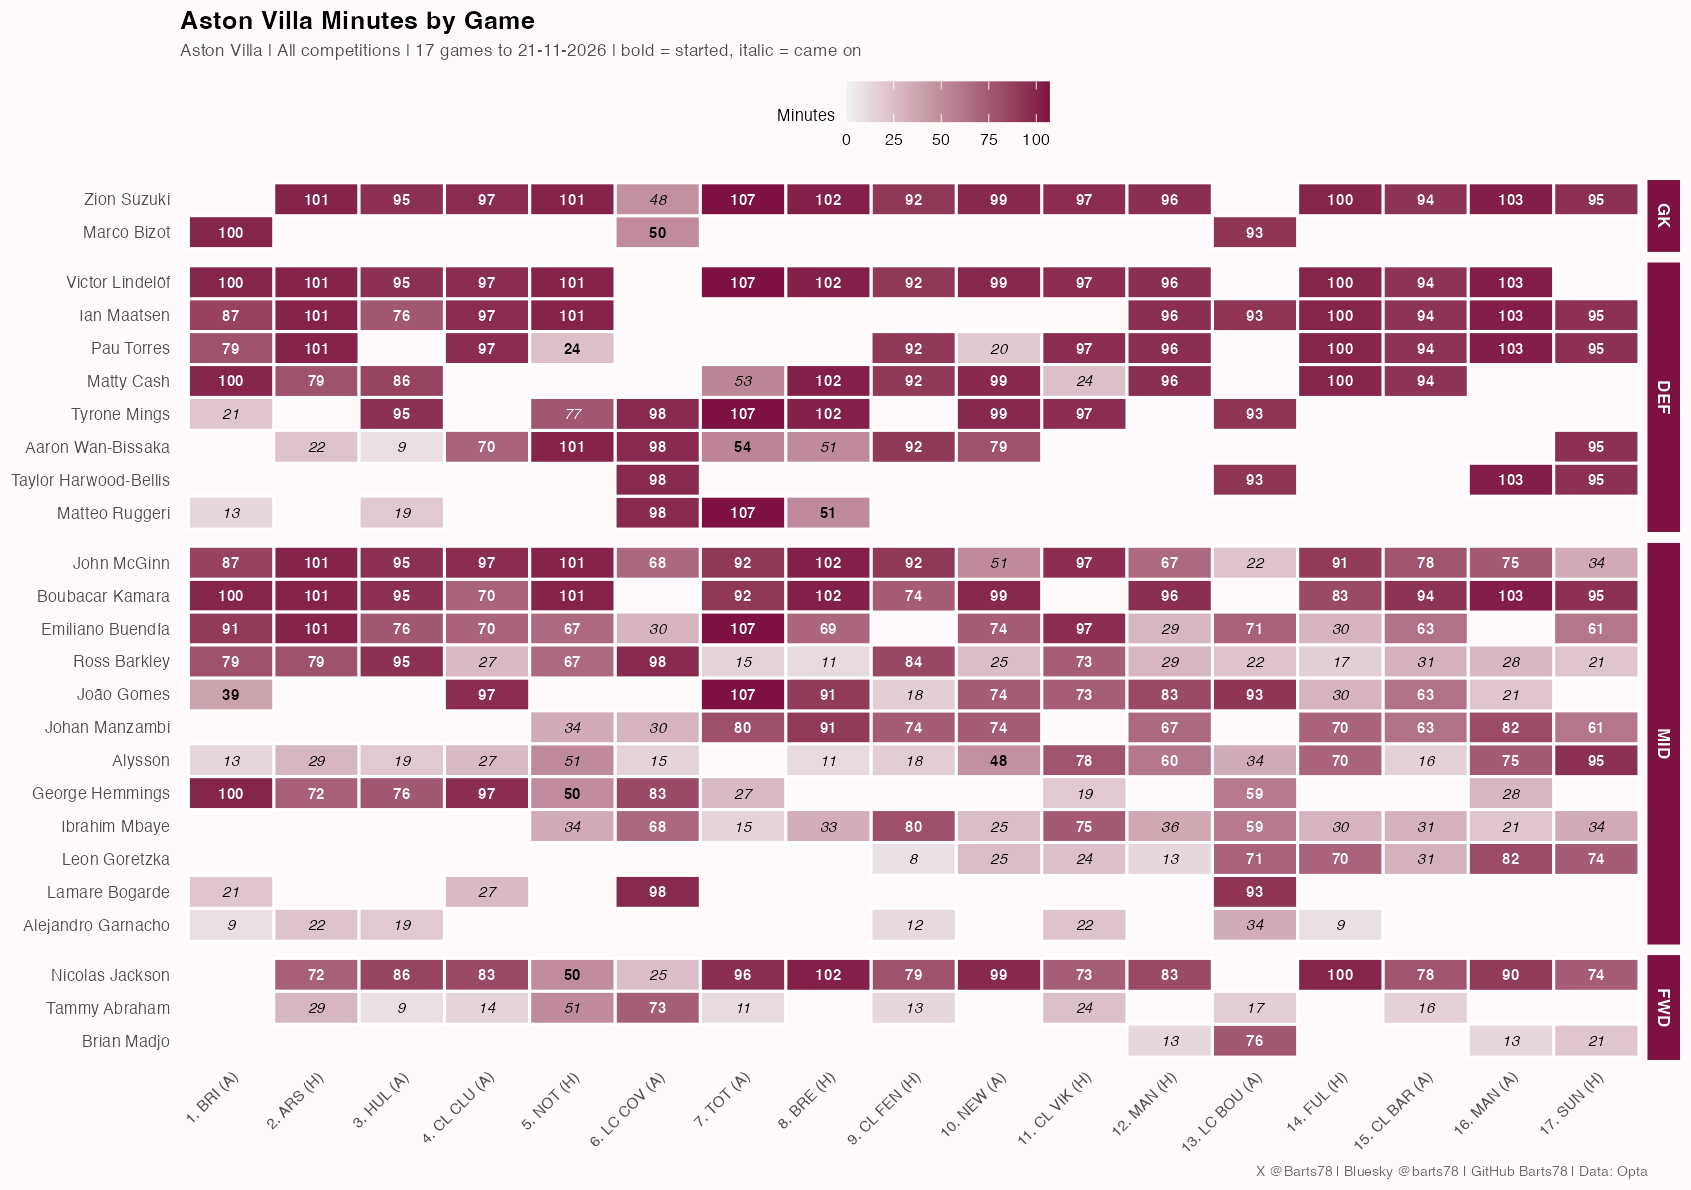 Aston Villa Minutes by Game
Aston Villa | All competitions | 17 games to 21-11-2026 | bold = started, italic = came on
Minutes
0 25 50 75 100
Zion Suzuki 101 95 97 101 48 107 102 92 99 97 96 100 94 103 95
Marco Bizot 100 50 93
GK
Victor Lindelöf 100 101 95 97 101 107 102 92 99 97 96 100 94 103
Ian Maatsen 87 101 76 97 101 96 93 100 94 103 95
Pau Torres 79 101 97 24 92 20 97 96 100 94 103 95
Matty Cash 100 79 86 53 102 92 99 24 96 100 94
Tyrone Mings 21 95 77 98 107 102 99 97 93
Aaron Wan-Bissaka 22 9 70 101 98 54 51 92 79 95
Taylor Harwood-Bellis 98 93 103 95
Matteo Ruggeri 13 19 98 107 51
DEF
John McGinn 87 101 95 97 101 68 92 102 92 51 97 67 22 91 78 75 34
Boubacar Kamara 100 101 95 70 101 92 102 74 99 96 83 94 103 95
Emiliano Buendía 91 101 76 70 67 30 107 69 74 97 29 71 30 63 61
Ross Barkley 79 79 95 27 67 98 15 11 84 25 73 29 22 17 31 28 21
João Gomes 39 97 107 91 18 74 73 83 93 30 63 21
Johan Manzambi 34 30 80 91 74 74 67 70 63 82 61
Alysson 13 29 19 27 51 15 11 18 48 78 60 34 70 16 75 95
George Hemmings 100 72 76 97 50 83 27 19 59 28
Ibrahim Mbaye 34 68 15 33 80 25 75 36 59 30 31 21 34
Leon Goretzka 8 25 24 13 71 70 31 82 74
Lamare Bogarde 21 27 98 93
Alejandro Garnacho 9 22 19 12 22 34 9
MID
Nicolas Jackson 72 86 83 50 25 96 102 79 99 73 83 100 78 90 74
Tammy Abraham 29 9 14 51 73 11 13 24 17 16
Brian Madjo 13 76 13 21
FWD
1. BRI (A)
2. ARS (H)
3. HUL (A)
4. CL CLU (A)
5. NOT (H)
6. LC COV (A)
7. TOT (A)
8. BRE (H)
9. CL FEN (H)
10. NEW (A)
11. CL VIK (H)
12. MAN (H)
13. LC BOU (A)
14. FUL (H)
15. CL BAR (A)
16. MAN (A)
17. SUN (H)
X @Barts78 | Bluesky @barts78 | GitHub Barts78 | Data: Opta